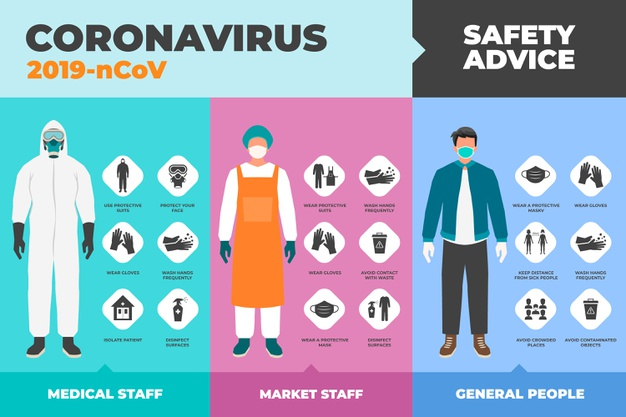 CORONAVIRUS
2019-nCoV
SAFETY
ADVICE
USE PROTECTIVE
SUITS
PROTECT YOUR
FACE
WEAR GLOVES
WASH HANDS
FREQUENTLY
ISOLATE PATIENT
DISINFECT
SURFACES
MEDICAL STAFF
WEAR PROTECTIVE
SUITS
WASH HANDS
FREQUENTLY
WEAR GLOVES
AVOID CONTACT
WITH WASTE
WEAR A PROTECTIVE
MASK
DISINFECT
SURFACES
MARKET STAFF
WEAR A PROTECTIVE
MASKV
WEAR GLOVES
KEEP DISTANCE
FROM SICK PEOPLE
WASH HANDS
FREQUENTLY
AVOID CROWDED
PLACES
AVOID CONTAMINATED
OBJECTS
GENERAL PEOPLE